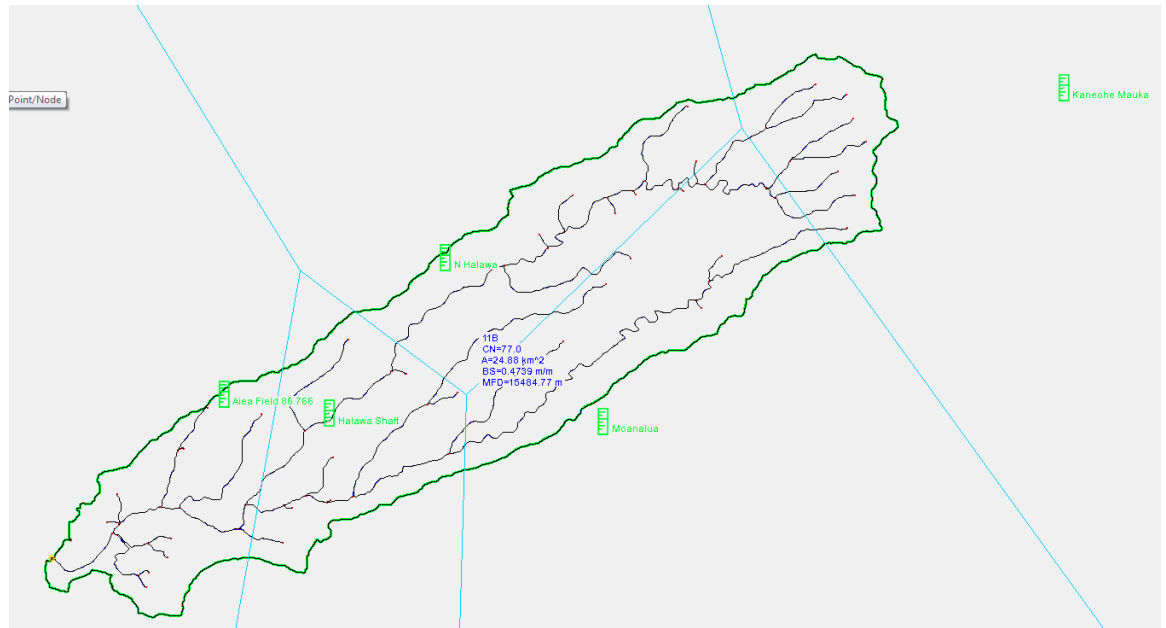 Point/Node
Kaneohe Mauka
N Halawa
11B
CN=77.0
A=24.88 km^2
BS=0.4739 m/m
MFD=15484.77 m
Aiea Field 86 766
Halawa Shaft
Moanalua